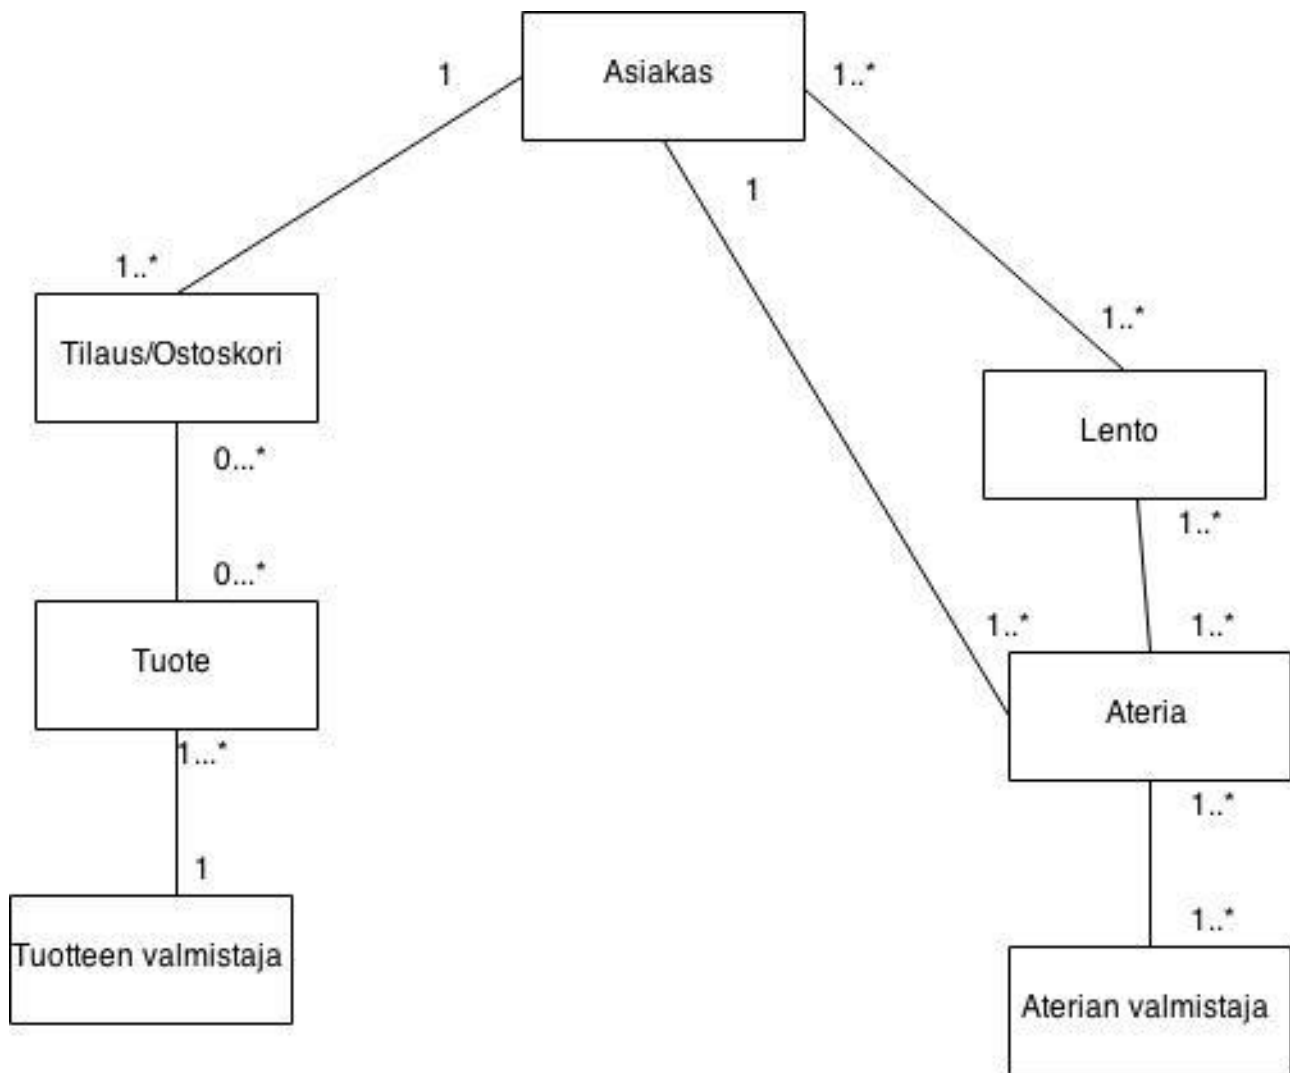 Asiakas
1
1..*
1
1..*
Tilaus/Ostoskori
1..*
Lento
0...*
1..*
0...*
1..*
1..*
Tuote
Ateria
1...*
1..*
1
1..*
Tuotteen valmistaja
Aterian valmistaja